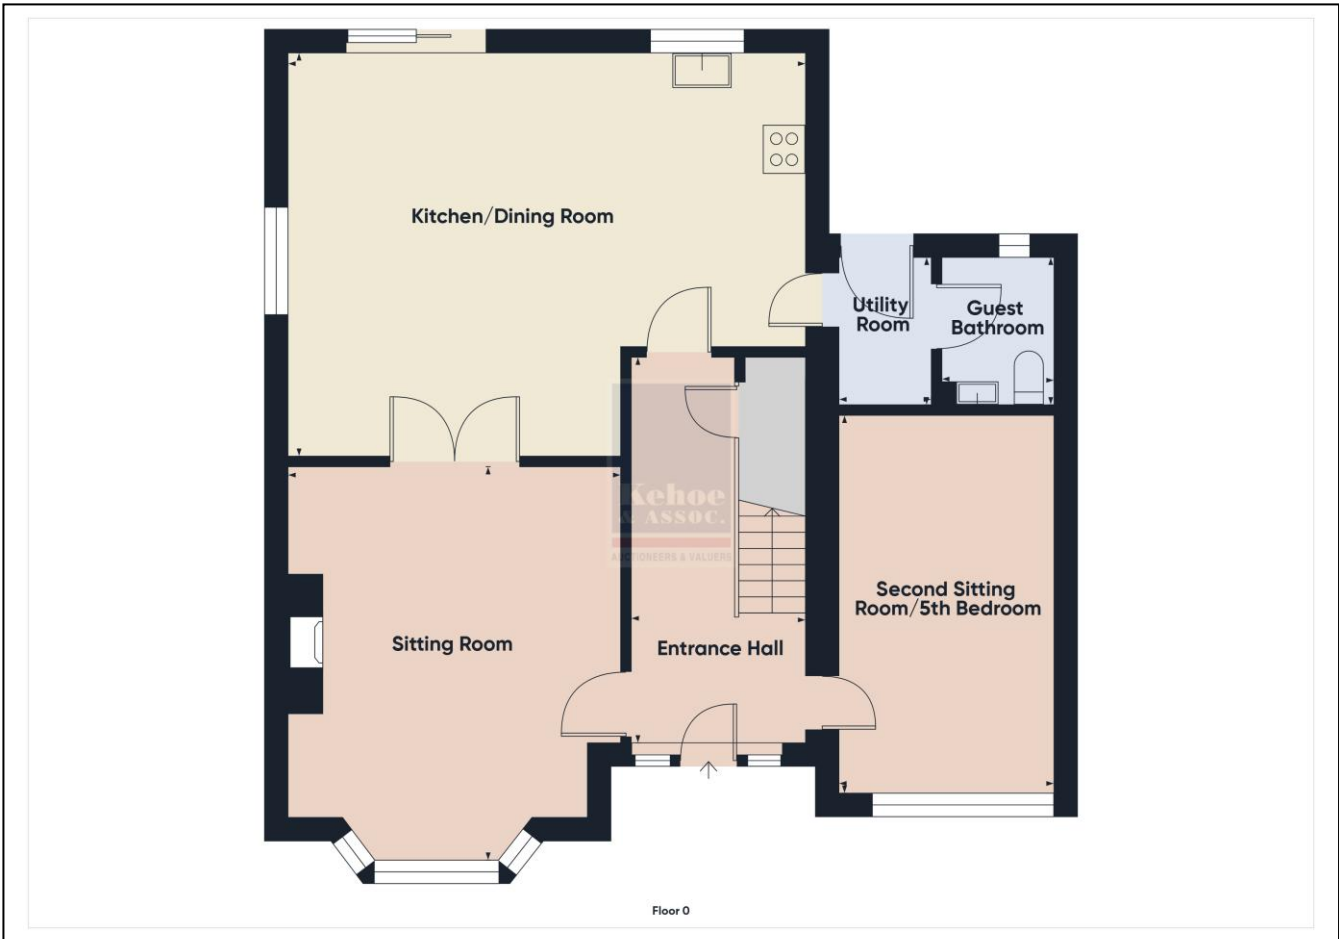 Kitchen/Dining Room
Utility
Room
Guest
Bathroom
Kehoe
& ASSOC.
AUCTIONEERS & VALUERS
Second Sitting
Room/5th Bedroom
Sitting Room
Entrance Hall
Floor 0